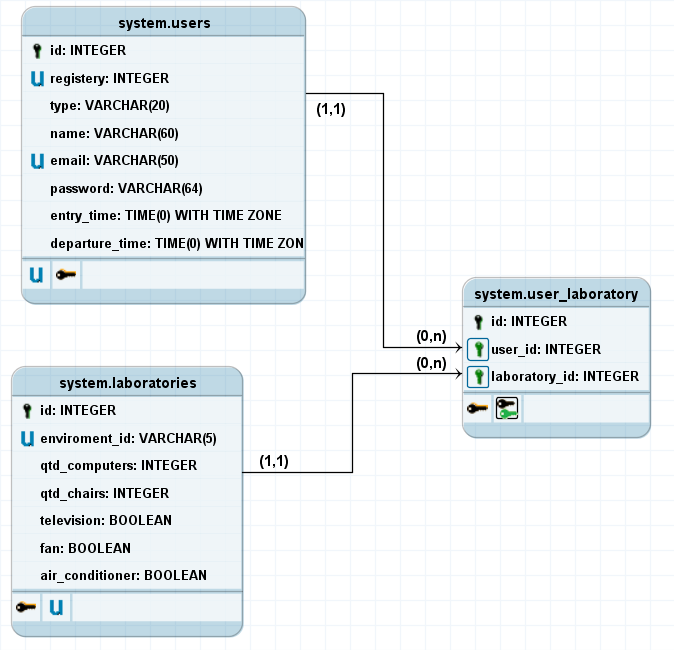 system.users
id: INTEGER
U registery: INTEGER
type: VARCHAR(20)
name: VARCHAR(60)
U email: VARCHAR(50)
password: VARCHAR(64)
entry_time: TIME(0) WITH TIME ZONE
departure_time: TIME(0) WITH TIME ZON
U
(1,1)
system.user_laboratory
id: INTEGER
(0,n)
user_id: INTEGER
(0,n)
laboratory_id: INTEGER
system.laboratories
id: INTEGER
U enviroment_id: VARCHAR(5)
qtd_computers: INTEGER
(1,1)
qtd_chairs: INTEGER
television: BOOLEAN
fan: BOOLEAN
air_conditioner: BOOLEAN
U